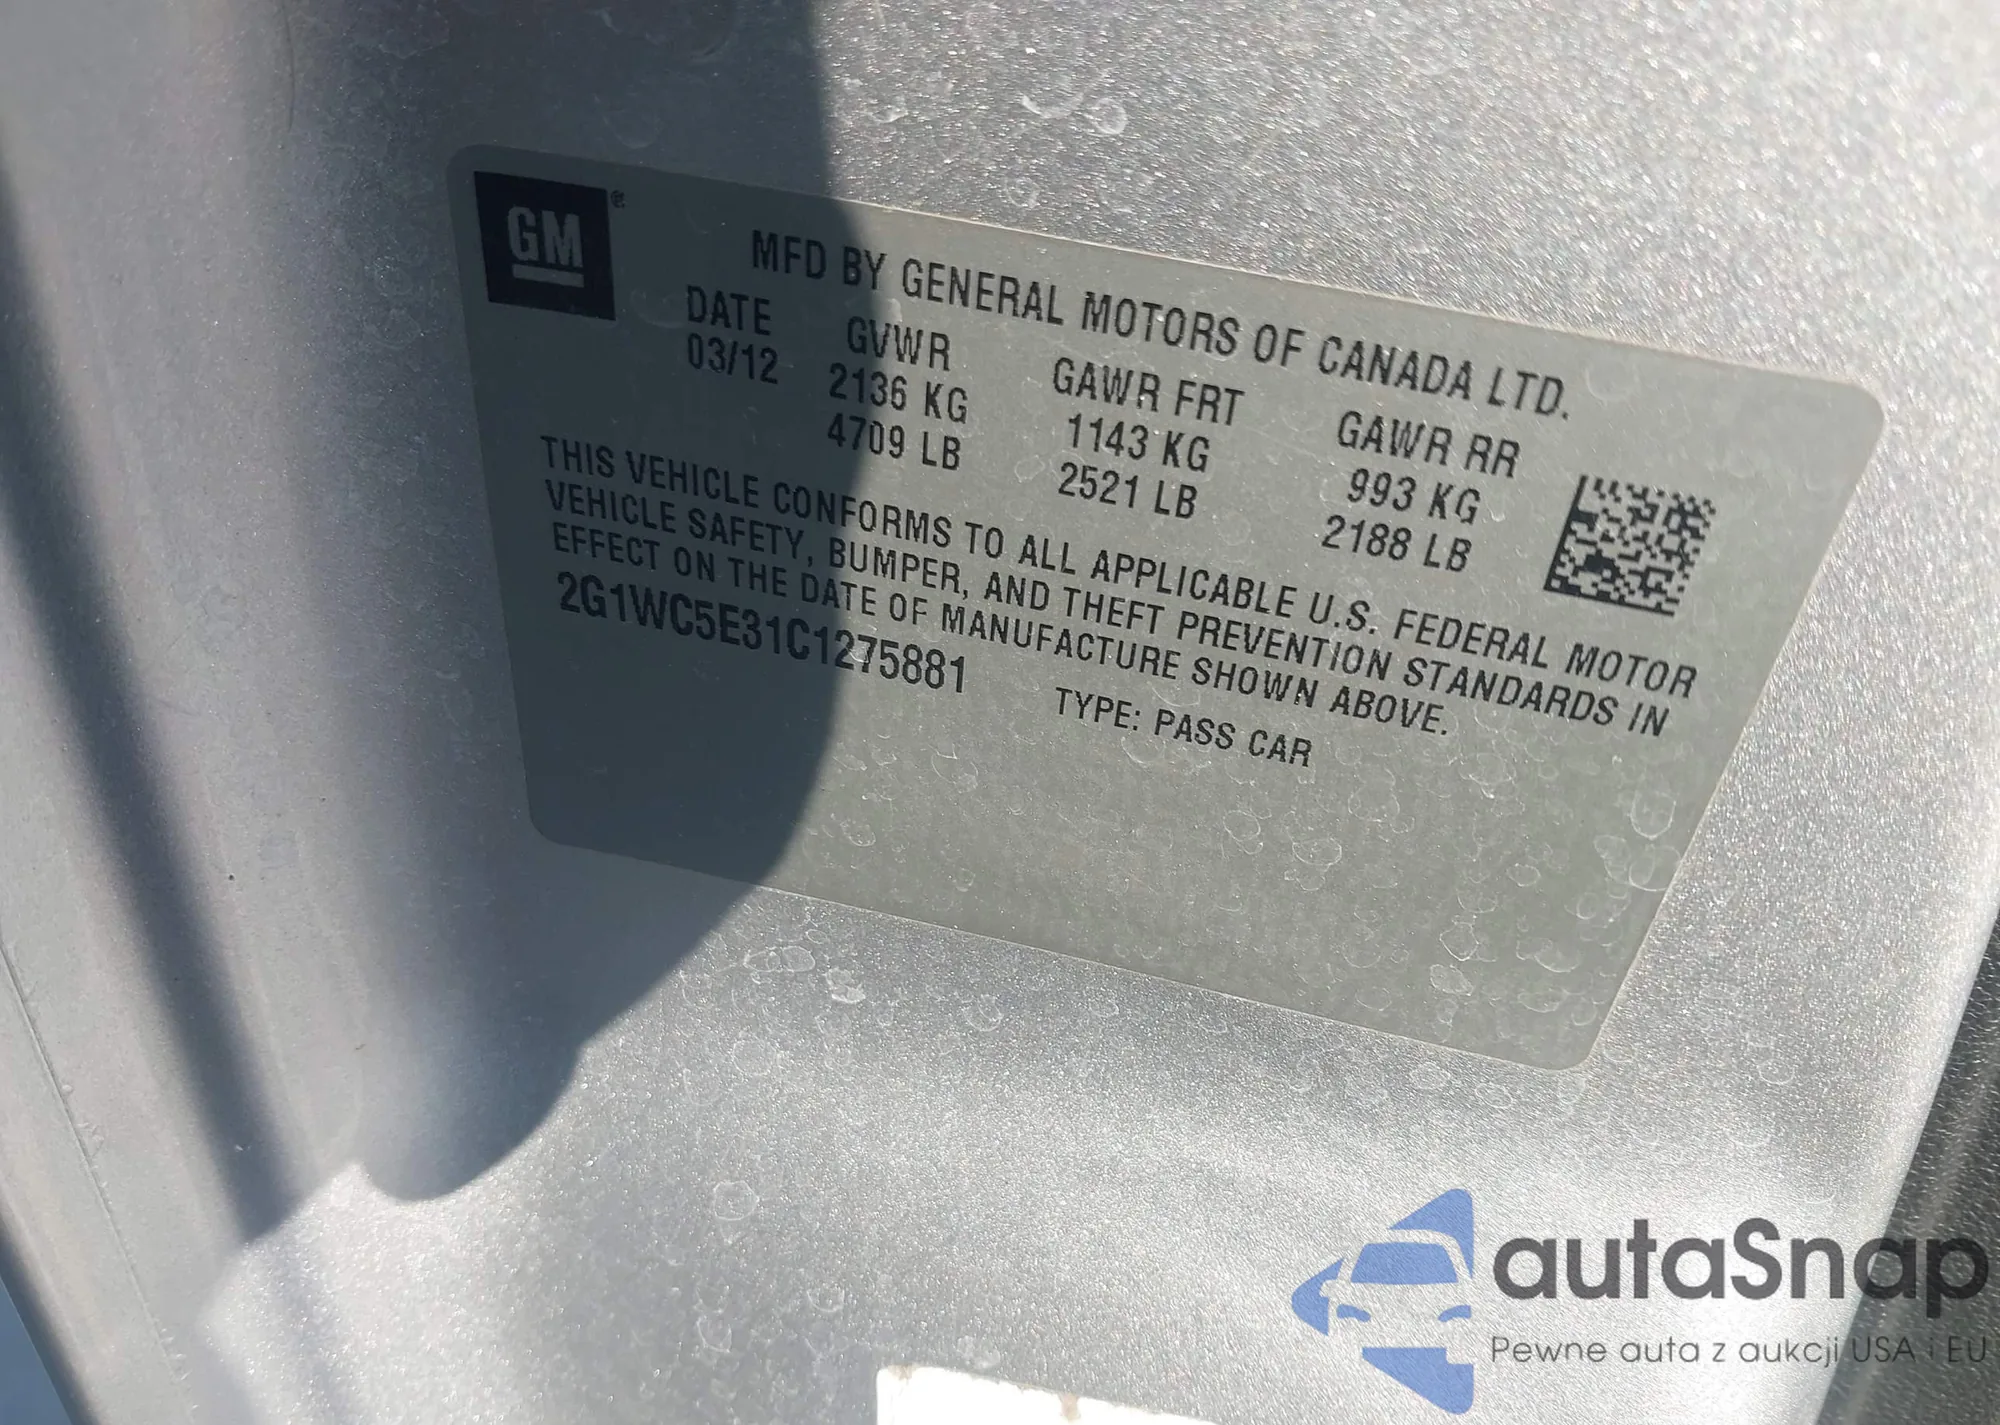 GM®
MFD BY GENERAL MOTORS OF CANADA LTD.
DATE GVWR GAWR FRT GAWR RR
03/12 2136 KG 1143 KG 993 KG
4709 LB 2521 LB 2188 LB
THIS VEHICLE CONFORMS TO ALL APPLICABLE U.S. FEDERAL MOTOR
VEHICLE SAFETY, BUMPER, AND THEFT PREVENTION STANDARDS IN
EFFECT ON THE DATE OF MANUFACTURE SHOWN ABOVE.
2G1WC5E31C1275881 TYPE: PASS CAR
autaSnap
Pewne auta z aukcji USA i EU